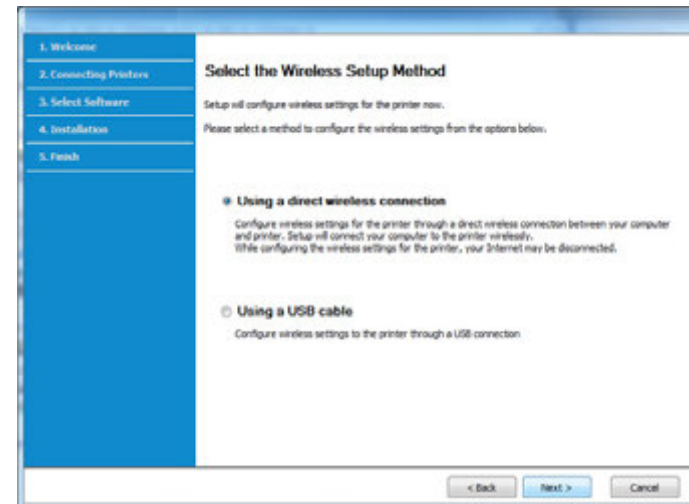 1. Welcome
2. Connecting Printers
3. Select Software
4. Installation
5. Finish
Select the Wireless Setup Method
Setup will configure wireless settings for the printer now.
Please select a method to configure the wireless settings from the options below.
Using a direct wireless connection
Configure wireless settings for the printer through a direct wireless connection between your computer
and printer. Setup will connect your computer to the printer wirelessly.
While configuring the wireless settings for the printer, your Internet may be disconnected.
Using a USB cable
Configure wireless settings to the printer through a USB connection
< Back
Next >
Cancel